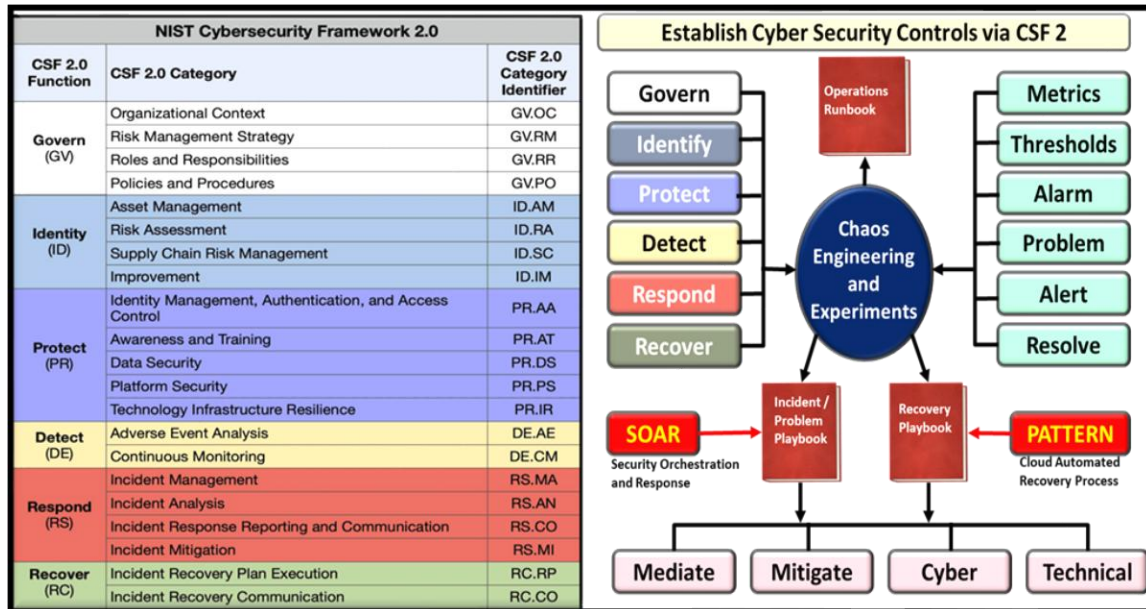 NIST Cybersecurity Framework 2.0
CSF 2.0
Function
CSF 2.0 Category
CSF 2.0
Category
Identifier
Govern
(GV)
Organizational Context
GV.OC
Risk Management Strategy
GV.RM
Roles and Responsibilities
GV.RR
Policies and Procedures
GV.PO
Identity
(ID)
Asset Management
ID.AM
Risk Assessment
ID.RA
Supply Chain Risk Management
ID.SC
Improvement
ID.IM
Protect
(PR)
Identity Management, Authentication, and Access
Control
PR.AA
Awareness and Training
PR.AT
Data Security
PR.DS
Platform Security
PR.PS
Technology Infrastructure Resilience
PR.IR
Detect
(DE)
Adverse Event Analysis
DE.AE
Continuous Monitoring
DE.CM
Respond
(RS)
Incident Management
RS.MA
Incident Analysis
RS.AN
Incident Response Reporting and Communication
RS.CO
Incident Mitigation
RS.MI
Recover
(RC)
Incident Recovery Plan Execution
RC.RP
Incident Recovery Communication
RC.CO
Establish Cyber Security Controls via CSF 2
Govern
Identify
Protect
Detect
Respond
Recover
Operations
Runbook
Chaos
Engineering
and
Experiments
Metrics
Thresholds
Alarm
Problem
Alert
Resolve
SOAR
Security Orchestration
and Response
Incident /
Problem
Playbook
Recovery
Playbook
PATTERN
Cloud Automated
Recovery Process
Mediate
Mitigate
Cyber
Technical